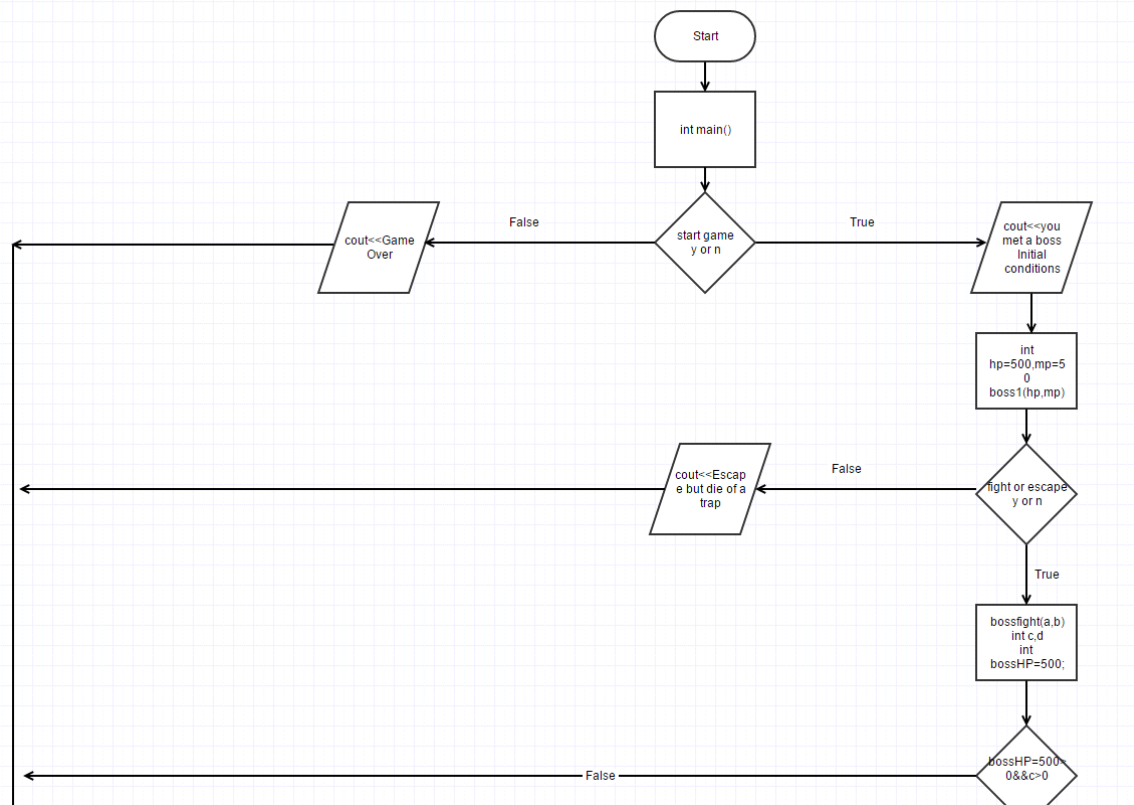 Start
int main()
False
True
start game
y or n
cout<<Game
Over
cout<<you
met a boss
Initial
conditions
int
hp=500,mp=5
0
boss1(hp,mp)
False
cout<<Escap
e but die of a
trap
fight or escape
y or n
True
bossfight(a,b)
int c,d
int
bossHP=500;
False
bossHP=500>
0&&c>0